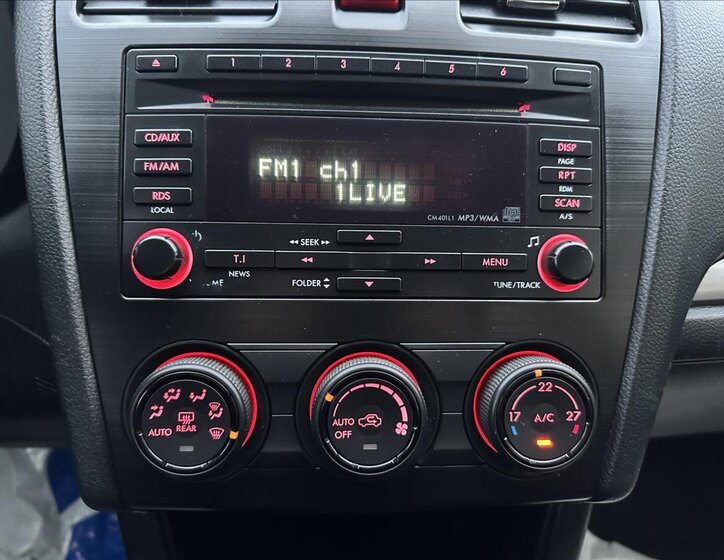 1 2 3 4 5 6
CD/AUX
FM/AM
RDS
LOCAL
FM1 ch1
1LIVE
CM401L1 MP3/WMA
DISP
PAGE
RPT
RDM
SCAN
A/S
SEEK
T.I
NEWS
MENU
FOLDER
TUNE/TRACK
AUTO
REAR
AUTO
OFF
17 22 27
A/C